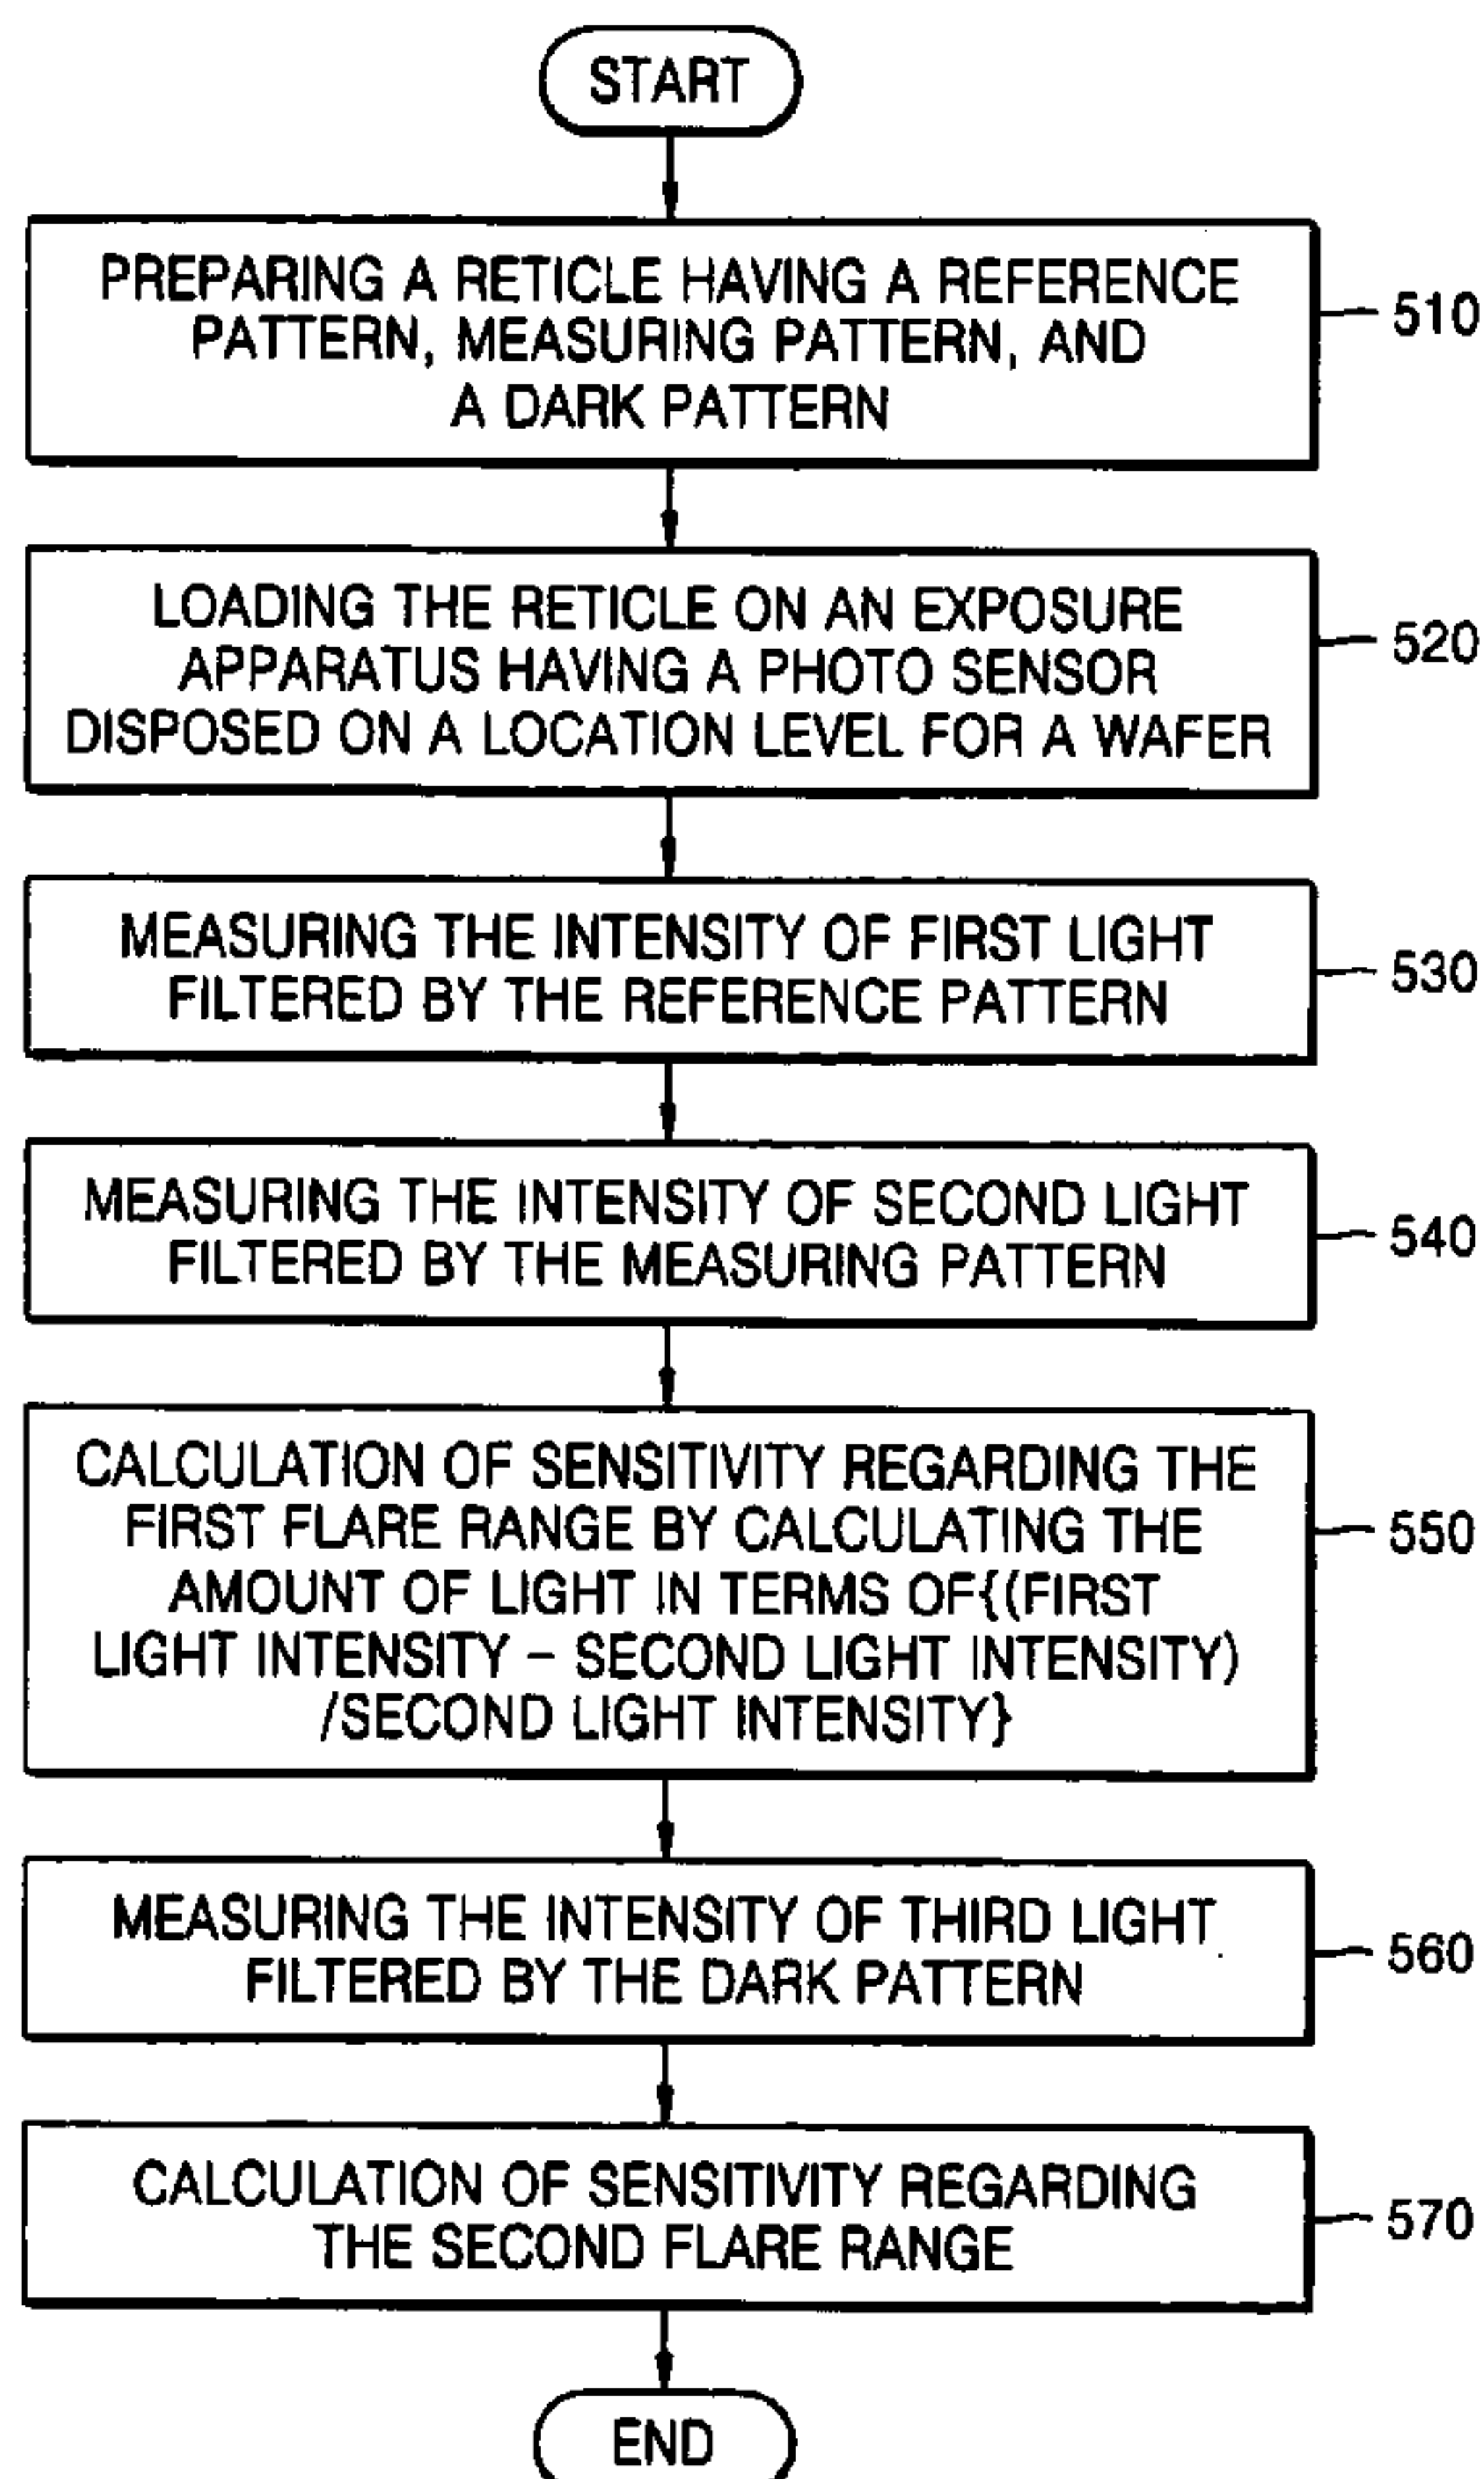 START
PREPARING A RETICLE HAVING A REFERENCE
PATTERN, MEASURING PATTERN, AND
A DARK PATTERN
510
LOADING THE RETICLE ON AN EXPOSURE
APPARATUS HAVING A PHOTO SENSOR
DISPOSED ON A LOCATION LEVEL FOR A WAFER
520
MEASURING THE INTENSITY OF FIRST LIGHT
FILTERED BY THE REFERENCE PATTERN
530
MEASURING THE INTENSITY OF SECOND LIGHT
FILTERED BY THE MEASURING PATTERN
540
CALCULATION OF SENSITIVITY REGARDING THE
FIRST FLARE RANGE BY CALCULATING THE
AMOUNT OF LIGHT IN TERMS OF{(FIRST
LIGHT INTENSITY – SECOND LIGHT INTENSITY)
/SECOND LIGHT INTENSITY}
550
MEASURING THE INTENSITY OF THIRD LIGHT
FILTERED BY THE DARK PATTERN
560
CALCULATION OF SENSITIVITY REGARDING
THE SECOND FLARE RANGE
570
END